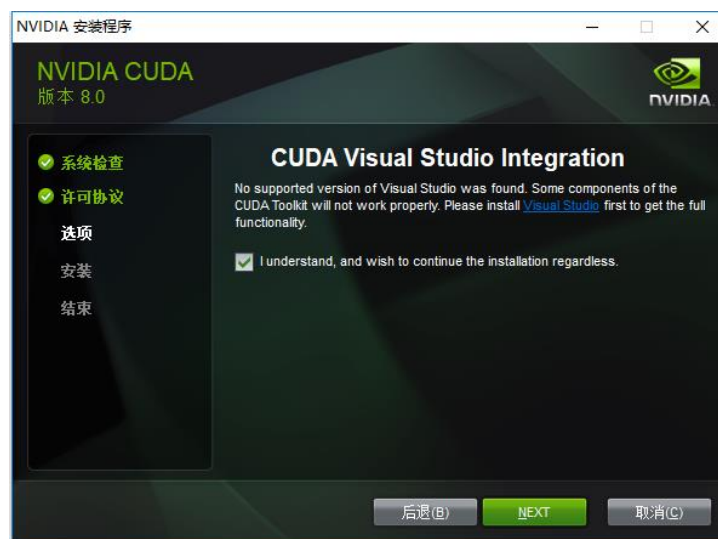 NVIDIA 安装程序
NVIDIA CUDA
版本 8.0
NVIDIA.
系统检查
许可协议
选项
安装
结束
CUDA Visual Studio Integration
No supported version of Visual Studio was found. Some components of the
CUDA Toolkit will not work properly. Please install Visual Studio first to get the full
functionality.
I understand, and wish to continue the installation regardless.
后退(B)
NEXT
取消(C)